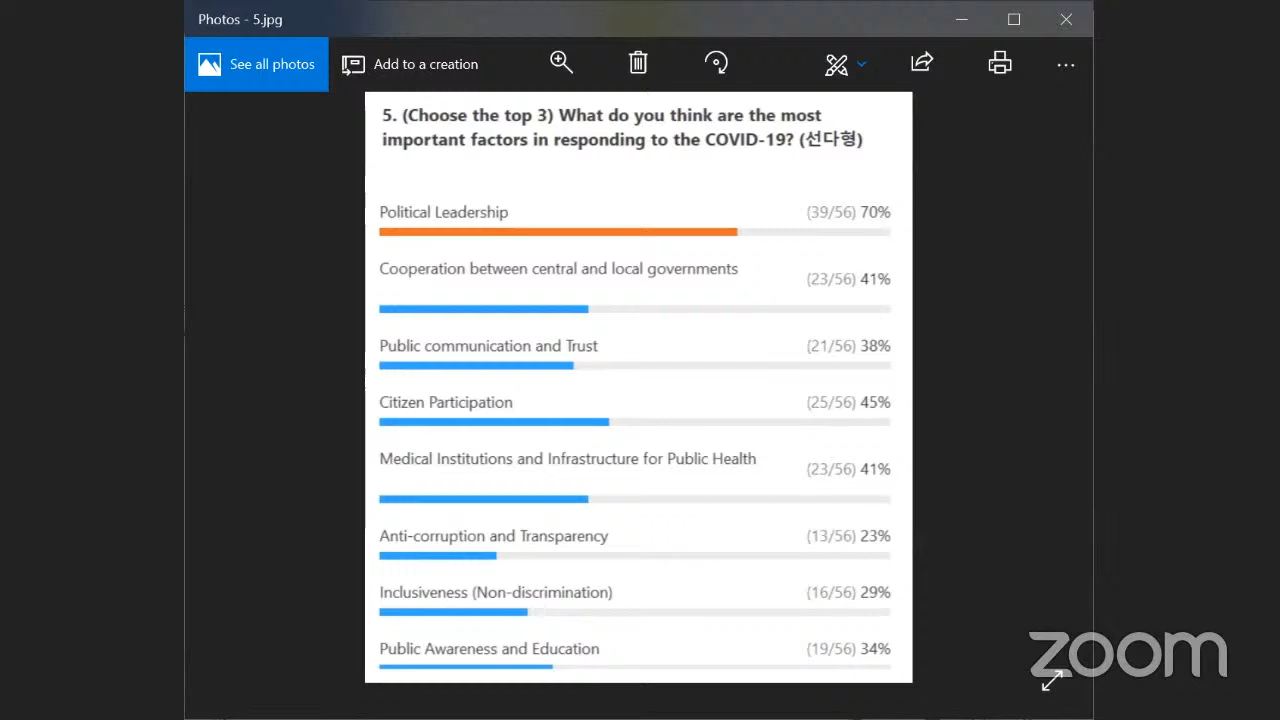 Photos - 5.jpg
See all photos
Add to a creation
5. (Choose the top 3) What do you think are the most
important factors in responding to the COVID-19? (선다형)
Political Leadership (39/56) 70%
Cooperation between central and local governments (23/56) 41%
Public communication and Trust (21/56) 38%
Citizen Participation (25/56) 45%
Medical Institutions and Infrastructure for Public Health (23/56) 41%
Anti-corruption and Transparency (13/56) 23%
Inclusiveness (Non-discrimination) (16/56) 29%
Public Awareness and Education (19/56) 34%
zoom